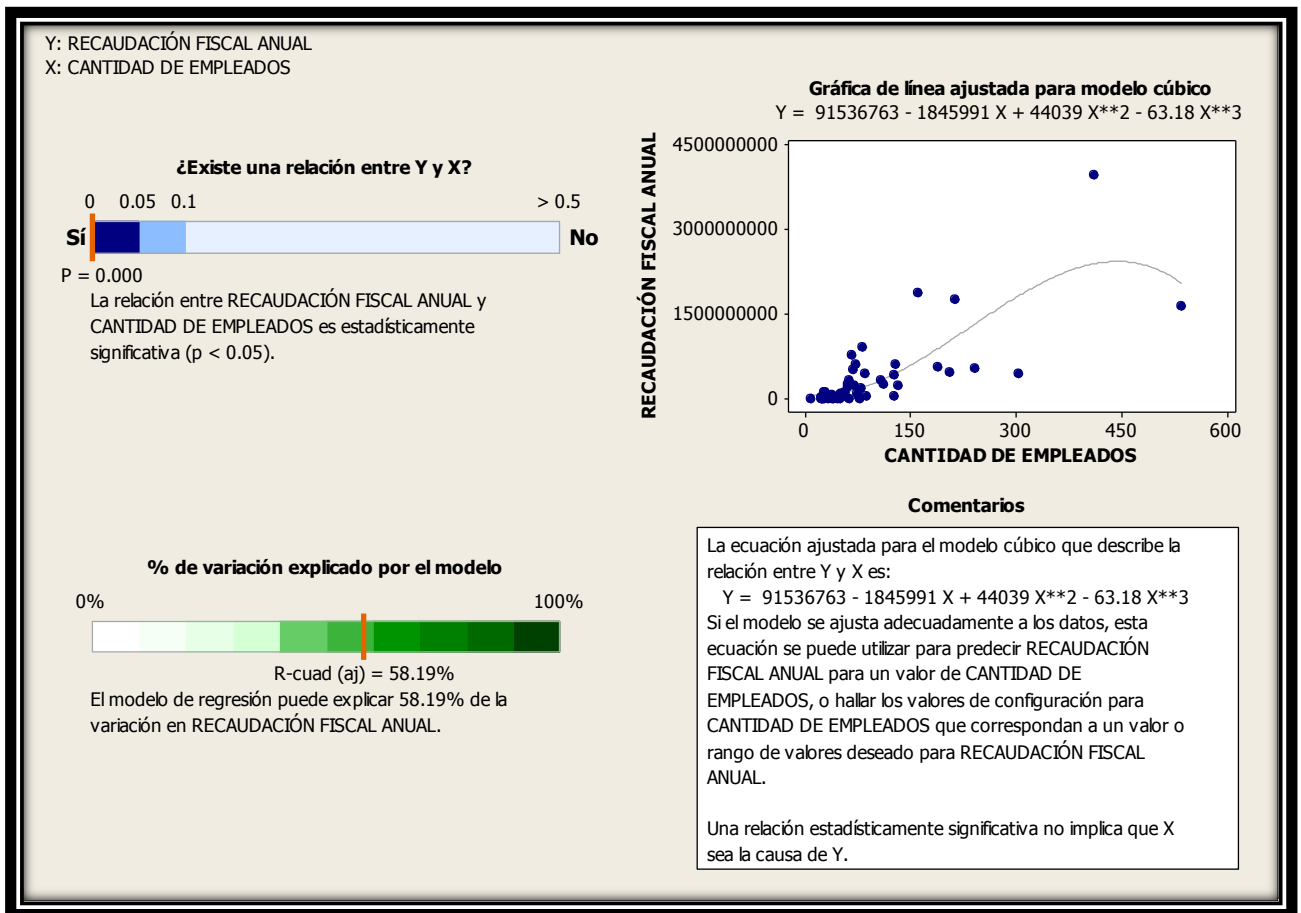 Y: RECAUDACIÓN FISCAL ANUAL
X: CANTIDAD DE EMPLEADOS
¿Existe una relación entre Y y X?
0 0.05 0.1 > 0.5
Sí No
P = 0.000
La relación entre RECAUDACIÓN FISCAL ANUAL y
CANTIDAD DE EMPLEADOS es estadísticamente
significativa (p < 0.05).
% de variación explicado por el modelo
0% 100%
R-cuad (aj) = 58.19%
El modelo de regresión puede explicar 58.19% de la
variación en RECAUDACIÓN FISCAL ANUAL.
Gráfica de línea ajustada para modelo cúbico
Y = 91536763 - 1845991 X + 44039 X**2 - 63.18 X**3
RECAUDACIÓN FISCAL ANUAL
4500000000
3000000000
1500000000
0
0 150 300 450 600
CANTIDAD DE EMPLEADOS
Comentarios
La ecuación ajustada para el modelo cúbico que describe la
relación entre Y y X es:
Y = 91536763 - 1845991 X + 44039 X**2 - 63.18 X**3
Si el modelo se ajusta adecuadamente a los datos, esta
ecuación se puede utilizar para predecir RECAUDACIÓN
FISCAL ANUAL para un valor de CANTIDAD DE
EMPLEADOS, o hallar los valores de configuración para
CANTIDAD DE EMPLEADOS que correspondan a un valor o
rango de valores deseado para RECAUDACIÓN FISCAL
ANUAL.
Una relación estadísticamente significativa no implica que X
sea la causa de Y.